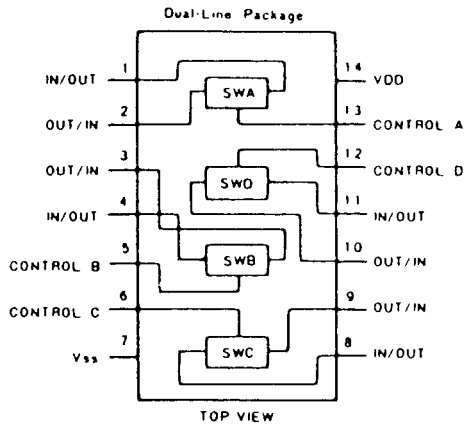 Dual-Line Package
1
IN/OUT
2
OUT/IN
3
OUT/IN
4
IN/OUT
5
CONTROL B
6
CONTROL C
7
Vss
SWA
SWD
SWB
SWC
14
VDD
13
CONTROL A
12
CONTROL D
11
IN/OUT
10
OUT/IN
9
OUT/IN
8
IN/OUT
TOP VIEW